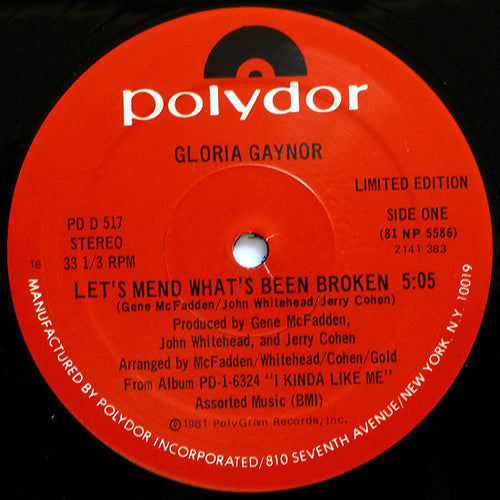 polydor
GLORIA GAYNOR
LIMITED EDITION
PD D 517
STEREO
33 1/3 RPM
18
SIDE ONE
(81 NP 5586)
2141 383
LET'S MEND WHAT'S BEEN BROKEN 5:05
(Gene McFadden/John Whitehead/Jerry Cohen)
Produced by Gene McFadden,
John Whitehead, and Jerry Cohen
Arranged by McFadden/Whitehead/Cohen/Gold
From Album PD-1-6324 "I KINDA LIKE ME"
Assorted Music (BMI)
℗1981 PolyGram Records, Inc.
MANUFACTURED BY POLYDOR INCORPORATED/810 SEVENTH AVENUE/NEW YORK, N.Y. 10019